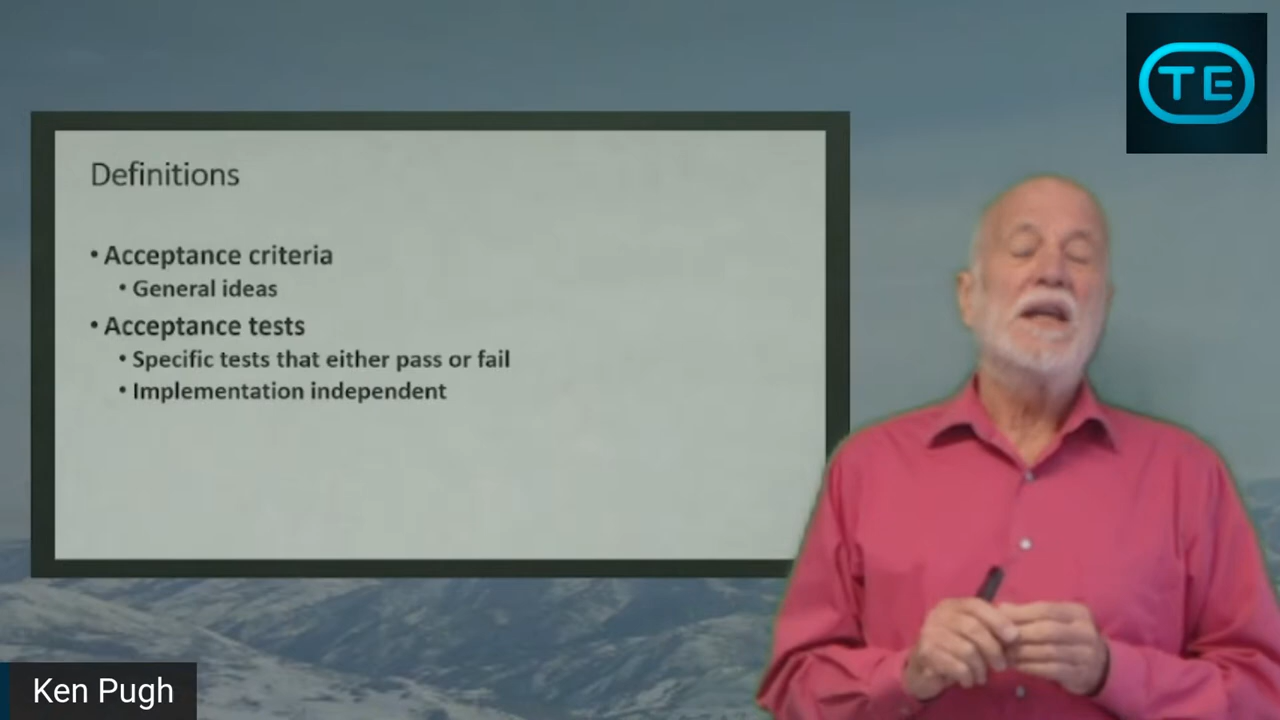 TE
Definitions
• Acceptance criteria
• General ideas
• Acceptance tests
• Specific tests that either pass or fail
• Implementation independent
Ken Pugh